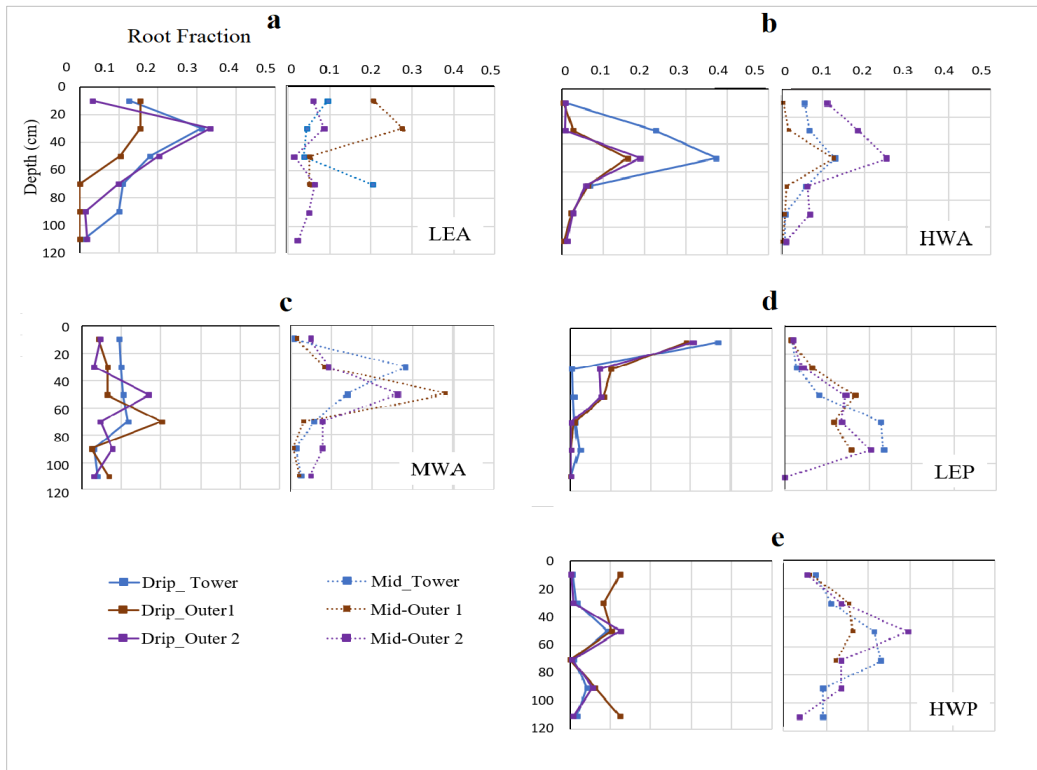 a
b
Root Fraction
0 0.1 0.2 0.3 0.4 0.5
0 0.1 0.2 0.3 0.4 0.5
0 0.1 0.2 0.3 0.4 0.5
0 0.1 0.2 0.3 0.4 0.5
Depth (cm)
0
20
40
60
80
100
120
LEA
HWA
c
d
0
20
40
60
80
100
120
MWA
LEP
e
0
20
40
60
80
100
120
HWP
Drip_ Tower
Drip_Outer1
Drip_Outer 2
Mid_Tower
Mid-Outer 1
Mid-Outer 2